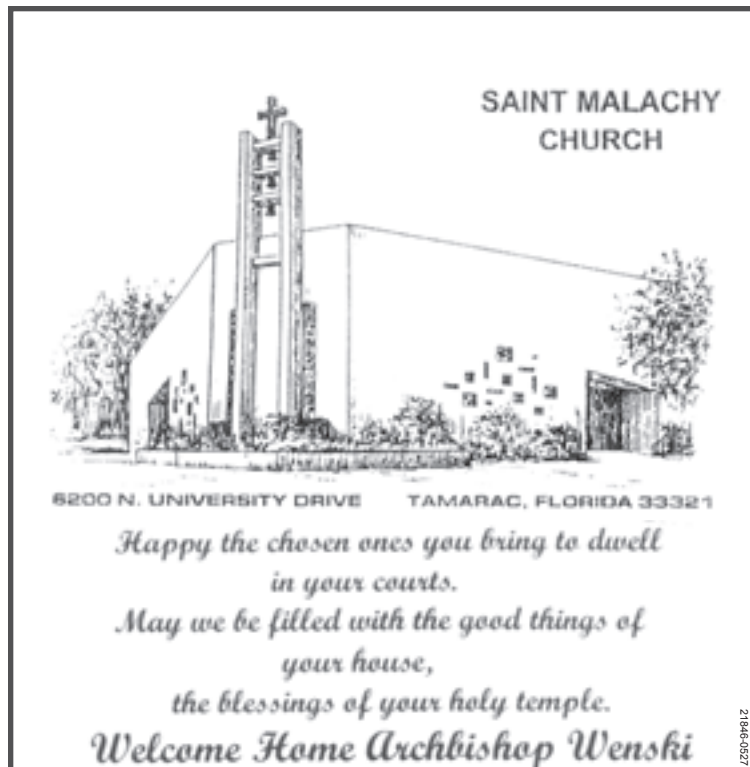 SAINT MALACHY
CHURCH
6200 N. UNIVERSITY DRIVE TAMARAC, FLORIDA 33321
Happy the chosen ones you bring to dwell
in your courts.
May we be filled with the good things of
your house,
the blessings of your holy temple.
Welcome Home Archbishop Wenski
21846-0527